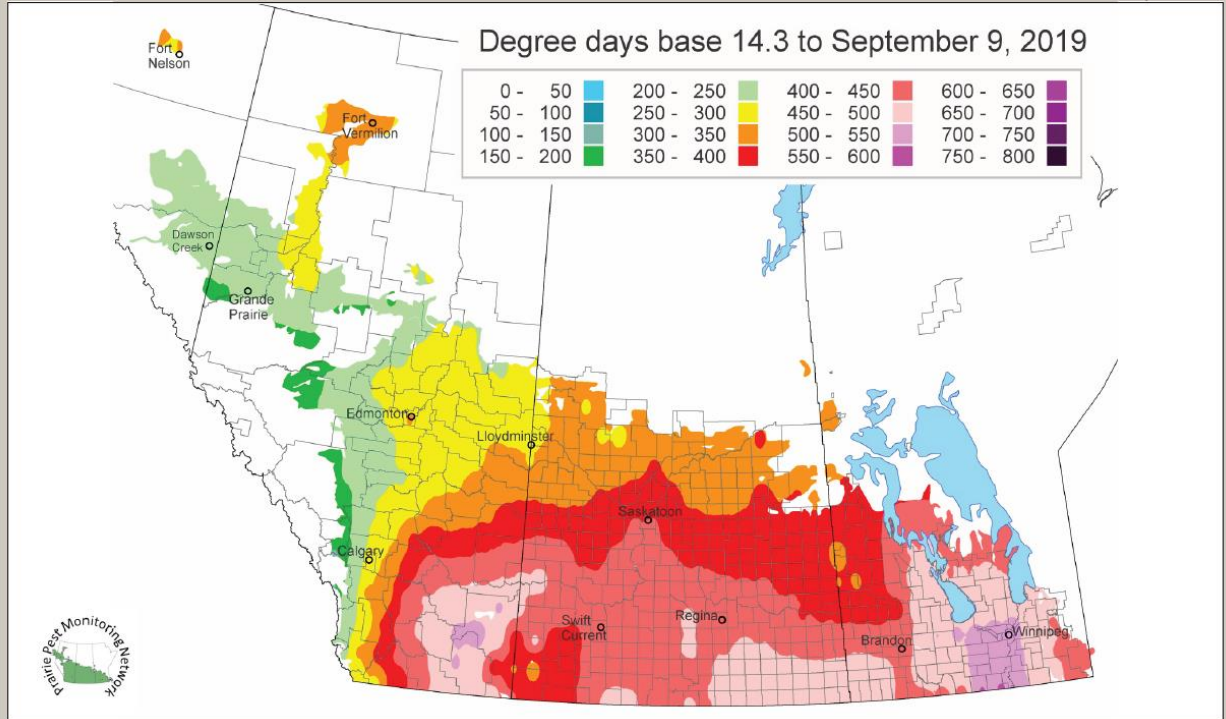 Degree days base 14.3 to September 9, 2019
0 - 50 200 - 250 400 - 450 600 - 650
50 - 100 250 - 300 450 - 500 650 - 700
100 - 150 300 - 350 500 - 550 700 - 750
150 - 200 350 - 400 550 - 600 750 - 800
Fort
Nelson
Fort
Vermilion
Dawson
Creek
Grande
Prairie
Edmonton
Lloydminster
Saskatoon
Calgary
Swift
Current
Regina
Brandon
Winnipeg
Prairie Pest Monitoring Network